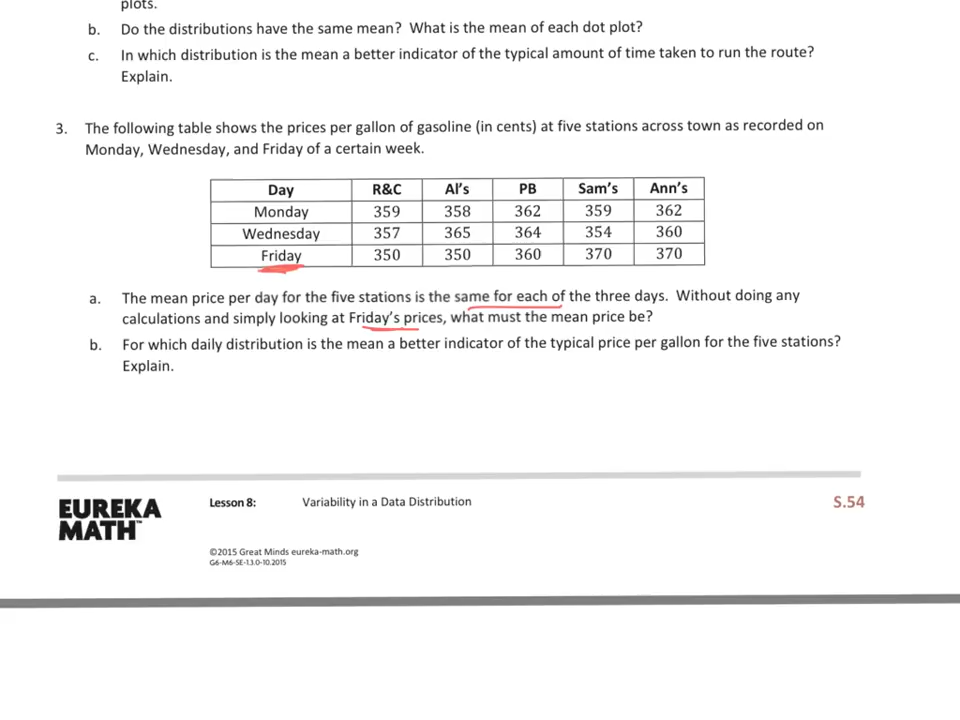 plots.
b. Do the distributions have the same mean? What is the mean of each dot plot?
c. In which distribution is the mean a better indicator of the typical amount of time taken to run the route?
Explain.
3. The following table shows the prices per gallon of gasoline (in cents) at five stations across town as recorded on
Monday, Wednesday, and Friday of a certain week.
Day R&C Al's PB Sam's Ann's
Monday 359 358 362 359 362
Wednesday 357 365 364 354 360
Friday 350 350 360 370 370
a. The mean price per day for the five stations is the same for each of the three days. Without doing any
calculations and simply looking at Friday's prices, what must the mean price be?
b. For which daily distribution is the mean a better indicator of the typical price per gallon for the five stations?
Explain.
EUREKA
MATH™
Lesson 8: Variability in a Data Distribution
S.54
©2015 Great Minds eureka-math.org
G6-M6-SE-1.3.0-10.2015